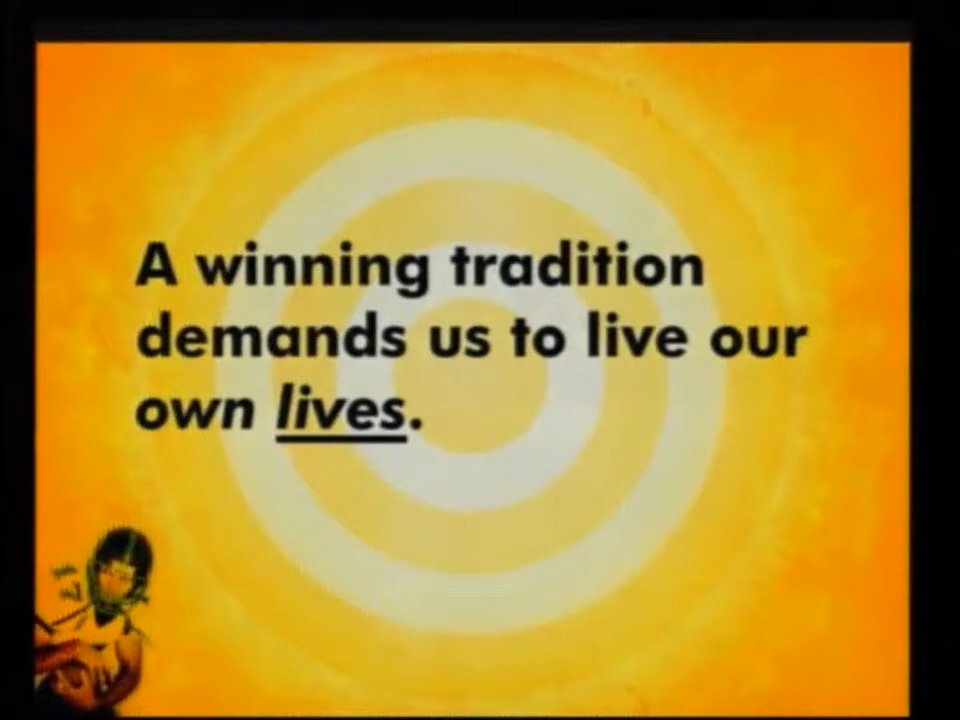 A winning tradition
demands us to live our
own lives.